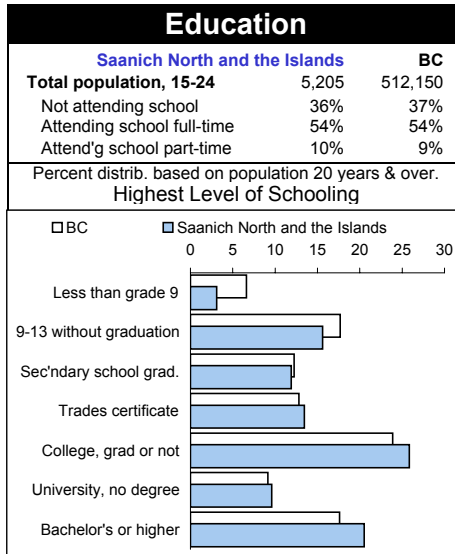 Education
Saanich North and the Islands BC
Total population, 15-24 5,205 512,150
Not attending school 36% 37%
Attending school full-time 54% 54%
Attend'g school part-time 10% 9%
Percent distrib. based on population 20 years & over.
Highest Level of Schooling
BC Saanich North and the Islands
0 5 10 15 20 25 30
Less than grade 9
9-13 without graduation
Sec'ndary school grad.
Trades certificate
College, grad or not
University, no degree
Bachelor's or higher